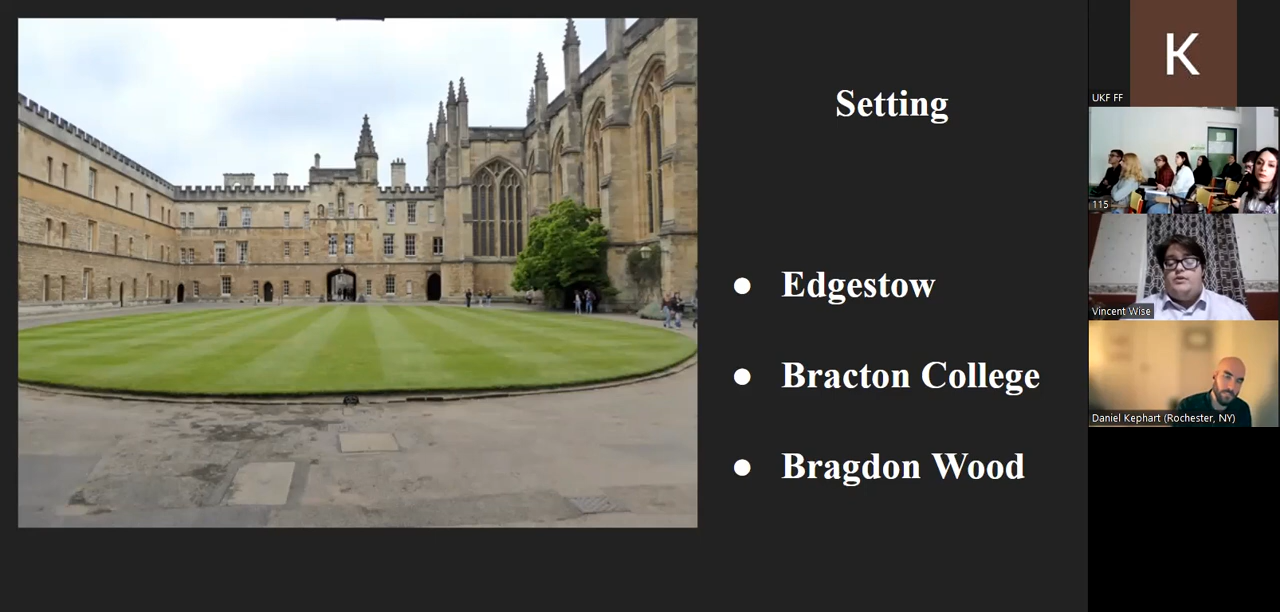 Setting
● Edgestow
● Bracton College
● Bragdon Wood
K
UKF FF
115
Vincent Wise
Daniel Kephart (Rochester, NY)